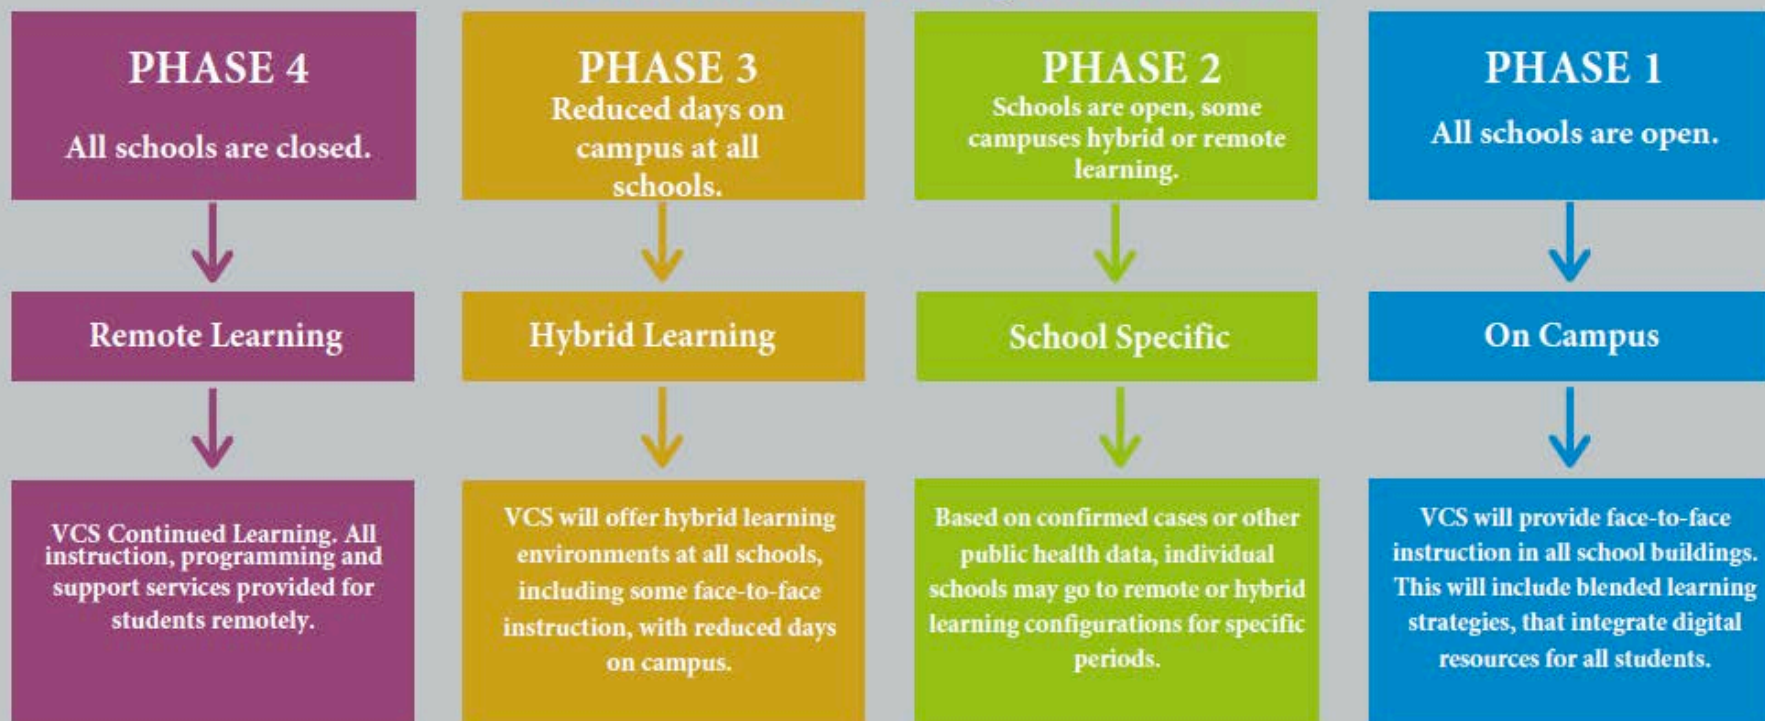 PHASE 4
All schools are closed.
Remote Learning
VCS Continued Learning. All
instruction, programming and
support services provided for
students remotely.
PHASE 3
Reduced days on
campus at all
schools.
Hybrid Learning
VCS will offer hybrid learning
environments at all schools,
including some face-to-face
instruction, with reduced days
on campus.
PHASE 2
Schools are open, some
campuses hybrid or remote
learning.
School Specific
Based on confirmed cases or other
public health data, individual
schools may go to remote or hybrid
learning configurations for specific
periods.
PHASE 1
All schools are open.
On Campus
VCS will provide face-to-face
instruction in all school buildings.
This will include blended learning
strategies, that integrate digital
resources for all students.